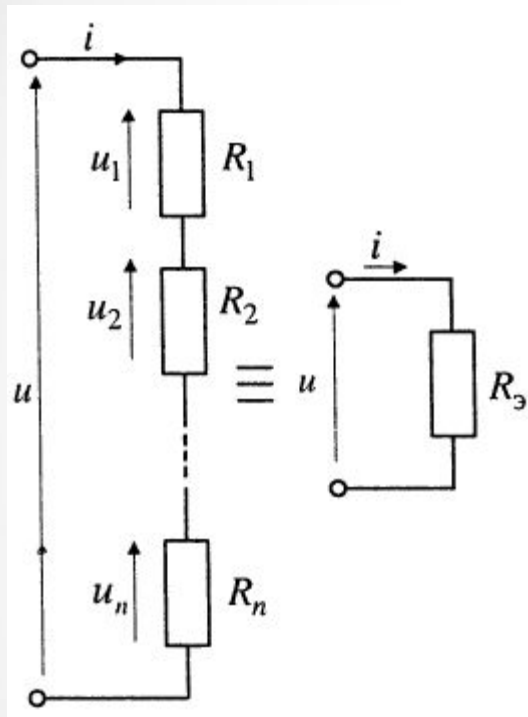 i
u₁ R₁
u₂ R₂
i
u ≡ u Rэ
uₙ Rₙ